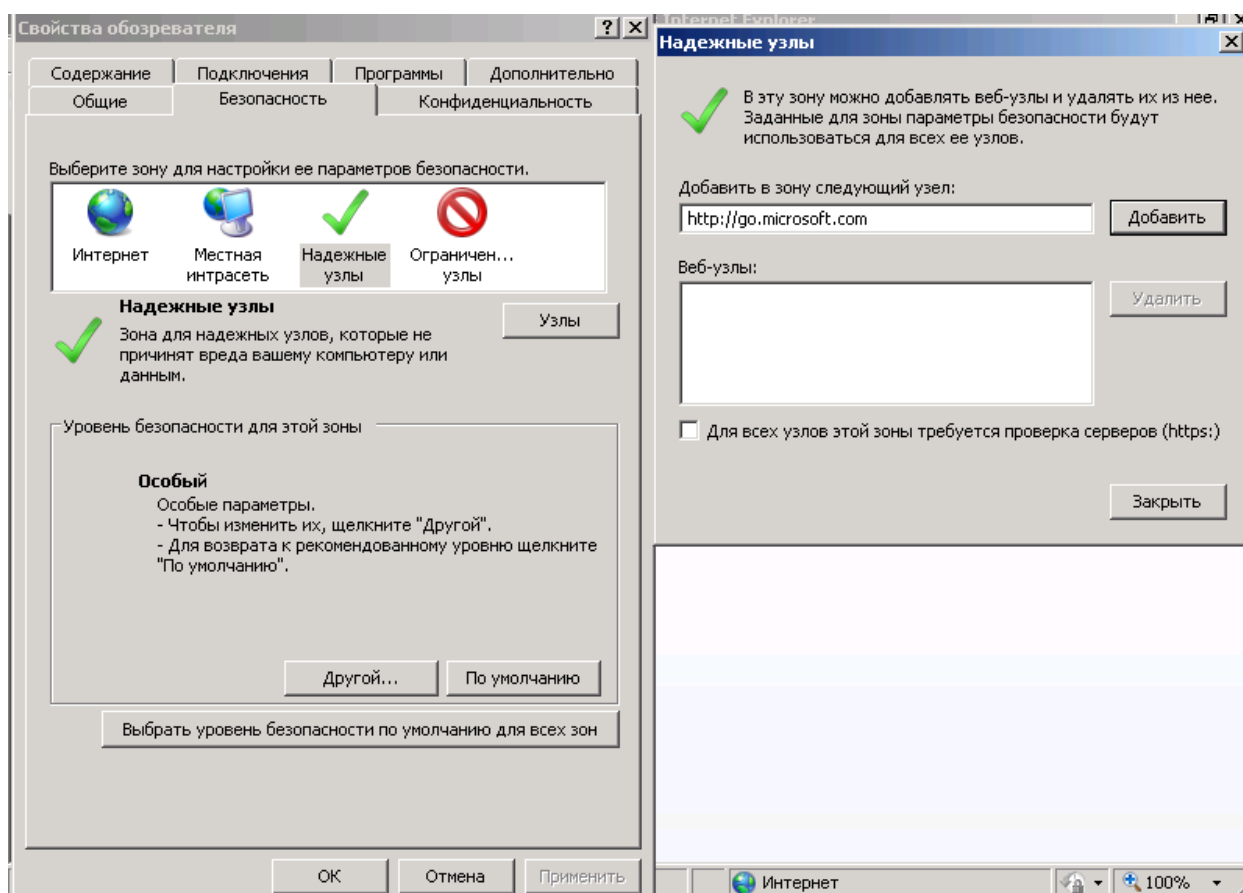 Свойства обозревателя
Содержание
Подключения
Программы
Дополнительно
Общие
Безопасность
Конфиденциальность
Выберите зону для настройки ее параметров безопасности.
Интернет
Местная
интрасеть
Надежные
узлы
Ограничен...
узлы
Надежные узлы
Зона для надежных узлов, которые не
причинят вреда вашему компьютеру или
данным.
Узлы
Уровень безопасности для этой зоны
Особый
Особые параметры.
- Чтобы изменить их, щелкните "Другой".
- Для возврата к рекомендованному уровню щелкните
"По умолчанию".
Другой...
По умолчанию
Выбрать уровень безопасности по умолчанию для всех зон
OK
Отмена
Применить
Internet Explorer
Надежные узлы
В эту зону можно добавлять веб-узлы и удалять их из нее.
Заданные для зоны параметры безопасности будут
использоваться для всех ее узлов.
Добавить в зону следующий узел:
http://go.microsoft.com
Добавить
Веб-узлы:
Удалить
Для всех узлов этой зоны требуется проверка серверов (https:)
Закрыть
Интернет
100%